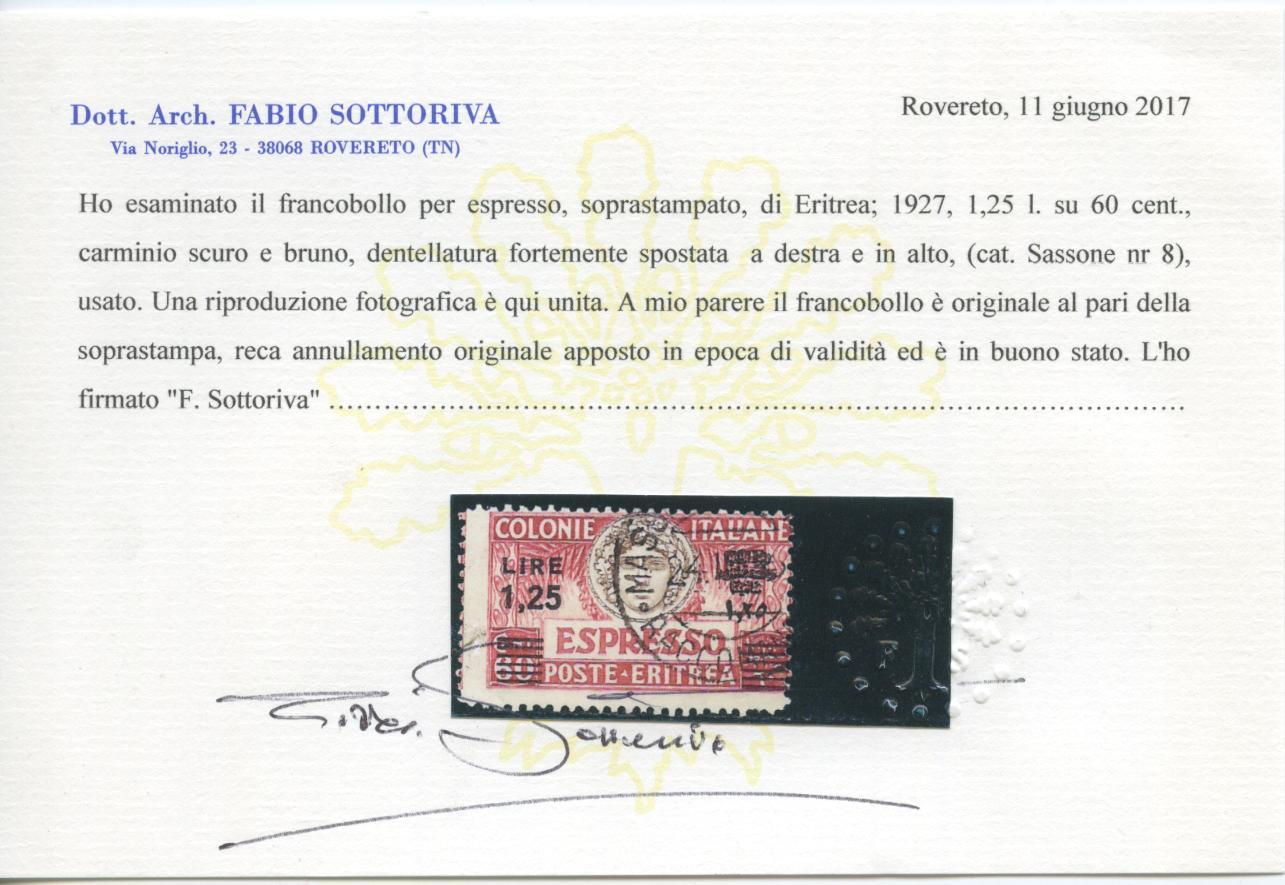 Dott. Arch. FABIO SOTTORIVA
Via Noriglio, 23 - 38068 ROVERETO (TN)
Rovereto, 11 giugno 2017
Ho esaminato il francobollo per espresso, soprastampato, di Eritrea; 1927, 1,25 l. su 60 cent.,
carminio scuro e bruno, dentellatura fortemente spostata a destra e in alto, (cat. Sassone nr 8),
usato. Una riproduzione fotografica è qui unita. A mio parere il francobollo è originale al pari della
soprastampa, reca annullamento originale apposto in epoca di validità ed è in buono stato. L'ho
firmato "F. Sottoriva" ................................................................................................
COLONIE ITALIANE
LIRE
1,25
ESPRESSO
60 POSTE·ERITREA